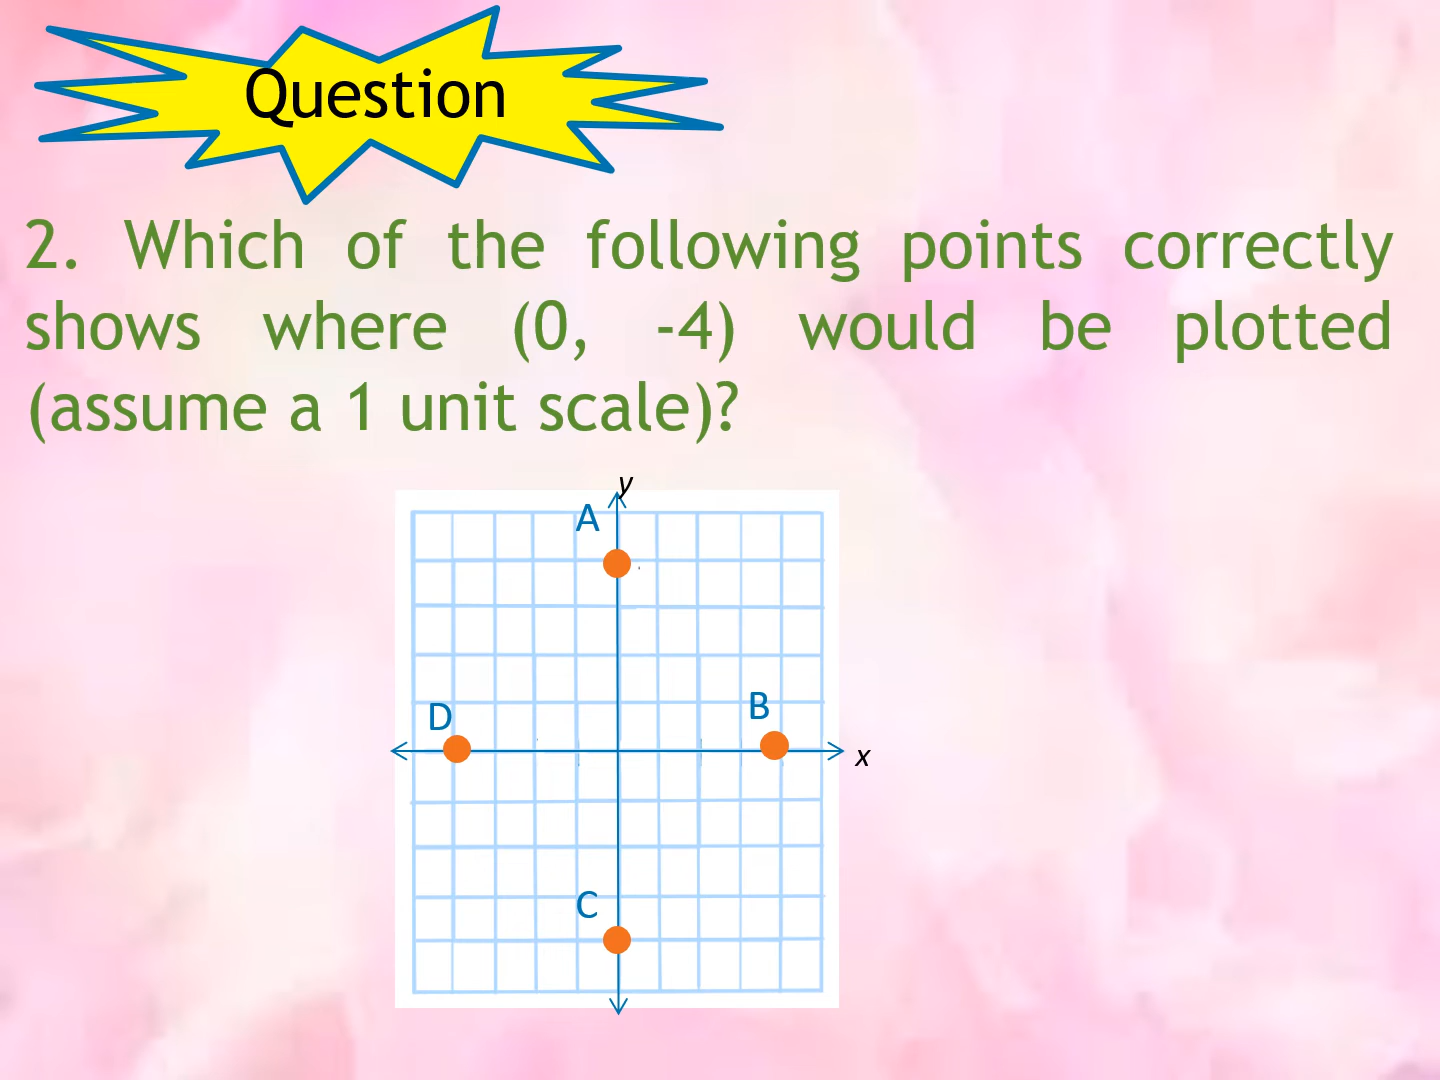 Question
2. Which of the following points correctly
shows where (0, -4) would be plotted
(assume a 1 unit scale)?
y
A
B
D
x
C